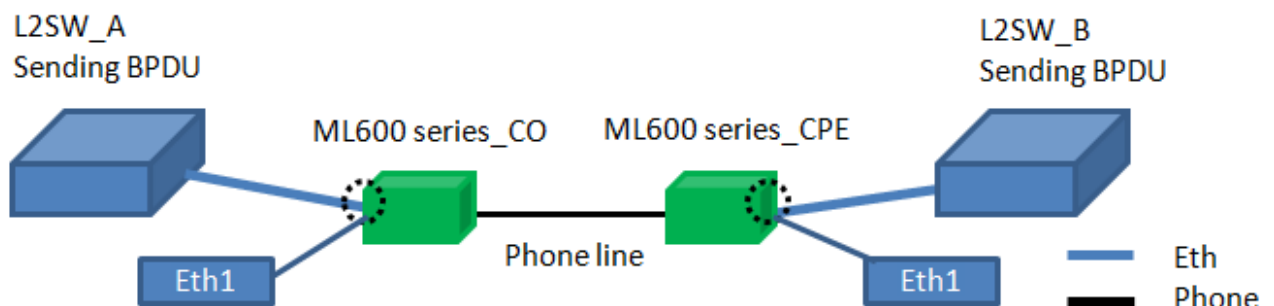 L2SW_A
Sending BPDU
L2SW_B
Sending BPDU
ML600 series_CO
ML600 series_CPE
Phone line
Eth1
Eth1
Eth
Phone